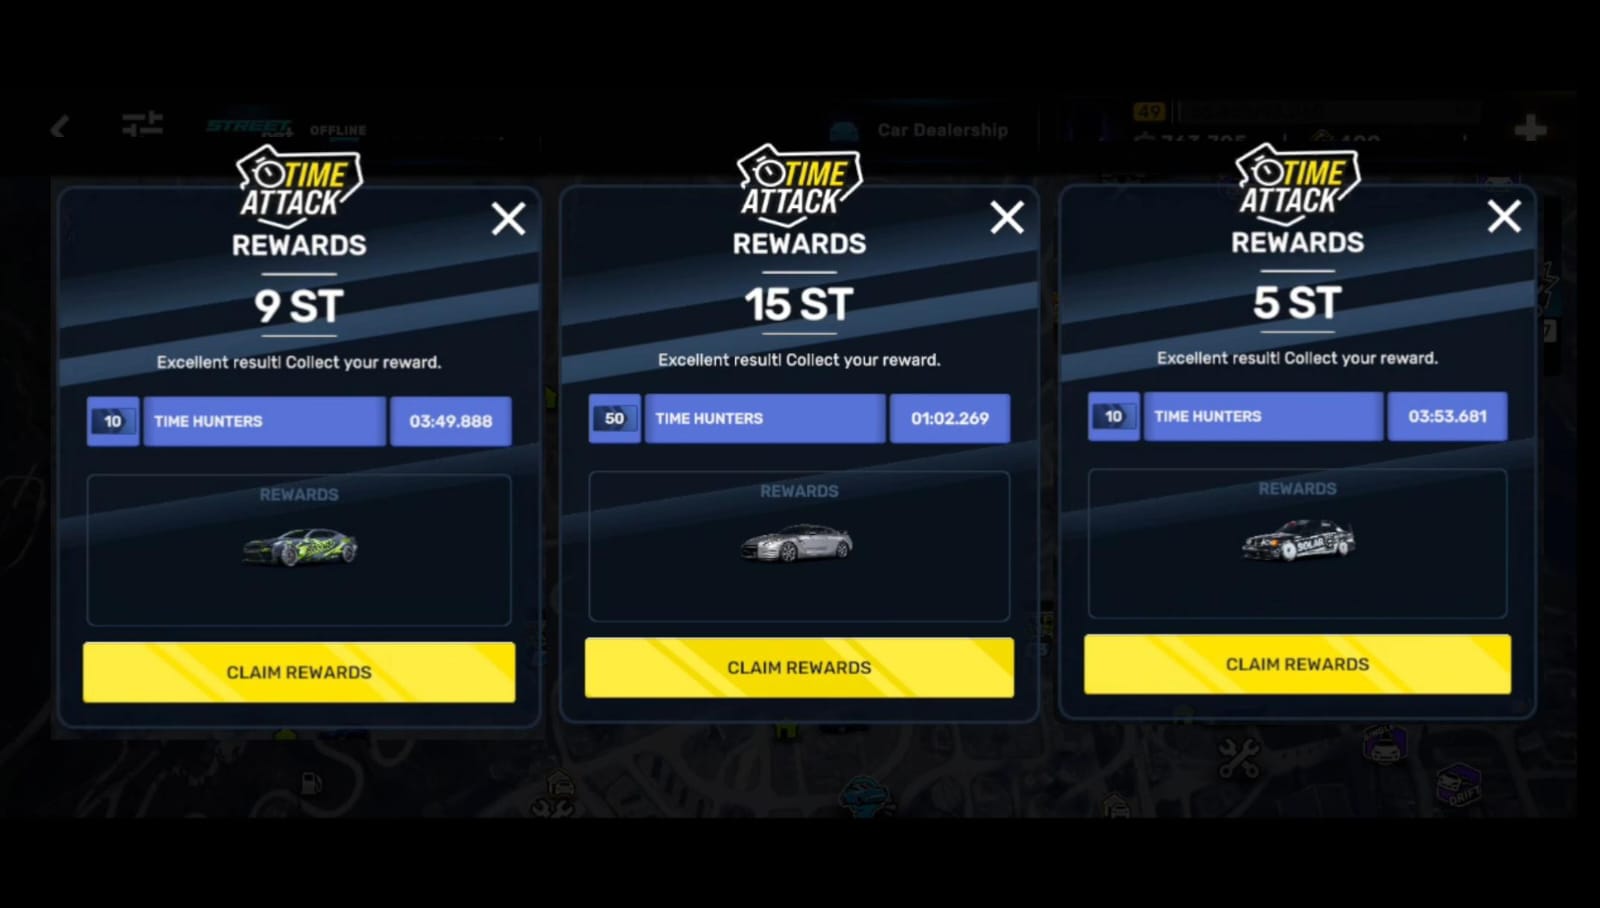 STREET
OFFLINE
Car Dealership
49
TIME
ATTACK
REWARDS
9 ST
Excellent result! Collect your reward.
10 TIME HUNTERS 03:49.888
REWARDS
CLAIM REWARDS
TIME
ATTACK
REWARDS
15 ST
Excellent result! Collect your reward.
50 TIME HUNTERS 01:02.269
REWARDS
CLAIM REWARDS
TIME
ATTACK
REWARDS
5 ST
Excellent result! Collect your reward.
10 TIME HUNTERS 03:53.681
REWARDS
SOLAR
CLAIM REWARDS
DRIFT